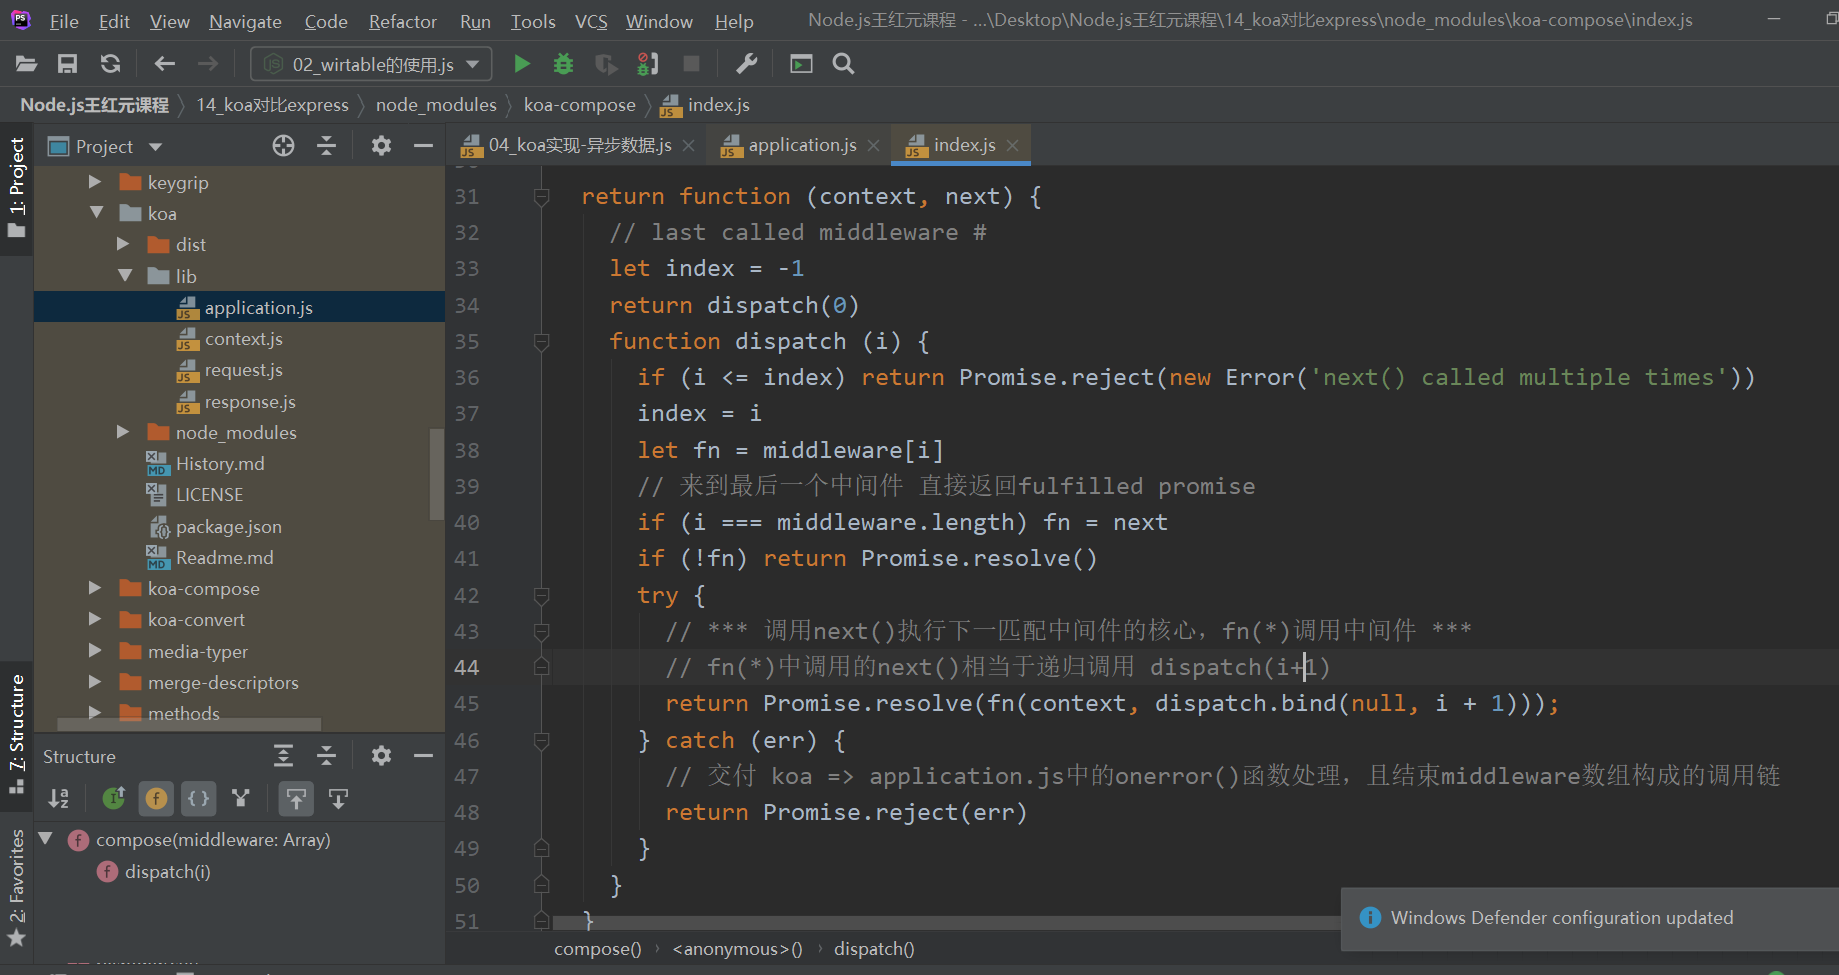 File Edit View Navigate Code Refactor Run Tools VCS Window Help Node.js王红元课程 - ...\Desktop\Node.js王红元课程\14_koa对比express\node_modules\koa-compose\index.js
02_wirtable的使用.js
Node.js王红元课程 14_koa对比express node_modules koa-compose index.js
1: Project
7: Structure
2: Favorites
Project
keygrip
koa
dist
lib
application.js
context.js
request.js
response.js
node_modules
History.md
LICENSE
package.json
Readme.md
koa-compose
koa-convert
media-typer
merge-descriptors
methods
Structure
compose(middleware: Array)
dispatch(i)
04_koa实现-异步数据.js application.js index.js
31 return function (context, next) {
32 // last called middleware #
33 let index = -1
34 return dispatch(0)
35 function dispatch (i) {
36 if (i <= index) return Promise.reject(new Error('next() called multiple times'))
37 index = i
38 let fn = middleware[i]
39 // 来到最后一个中间件 直接返回fulfilled promise
40 if (i === middleware.length) fn = next
41 if (!fn) return Promise.resolve()
42 try {
43 // *** 调用next()执行下一匹配中间件的核心，fn(*)调用中间件 ***
44 // fn(*)中调用的next()相当于递归调用 dispatch(i+1)
45 return Promise.resolve(fn(context, dispatch.bind(null, i + 1)));
46 } catch (err) {
47 // 交付 koa => application.js中的onerror()函数处理，且结束middleware数组构成的调用链
48 return Promise.reject(err)
49 }
50 }
51 }
compose() › <anonymous>() › dispatch()
Windows Defender configuration updated